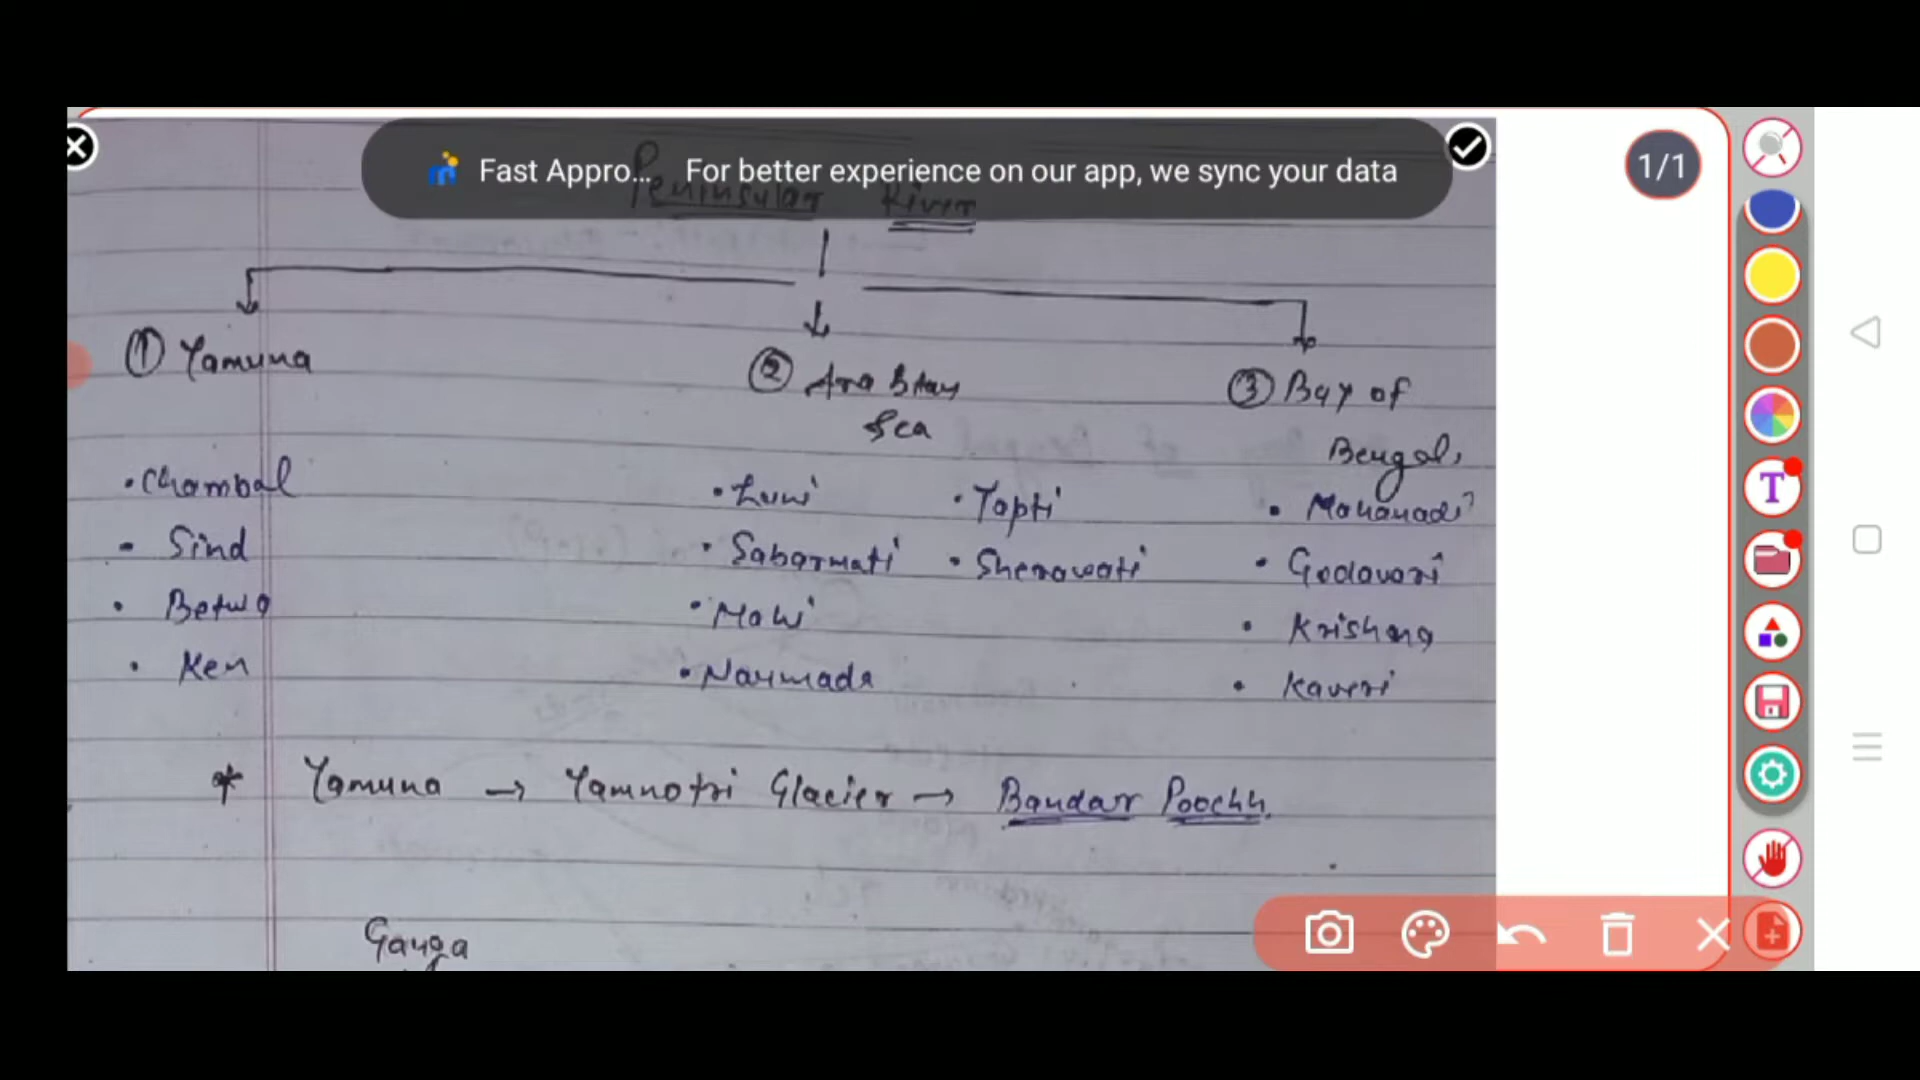 Fast Appro... For better experience on our app, we sync your data
1/1
Peninsular River
① Yamuna
② Arabian Sea
③ Bay of Bengal,
• Chambal
• Sind
• Betwa
• Ken
• Luni
• Sabarmati
• Mahi
• Narmada
• Tapti
• Sherawati
• Mahanadi
• Godavari
• Krishana
• Kaveri
* Yamuna → Yamnotri Glacier → Bandar Poochh.
Ganga
T